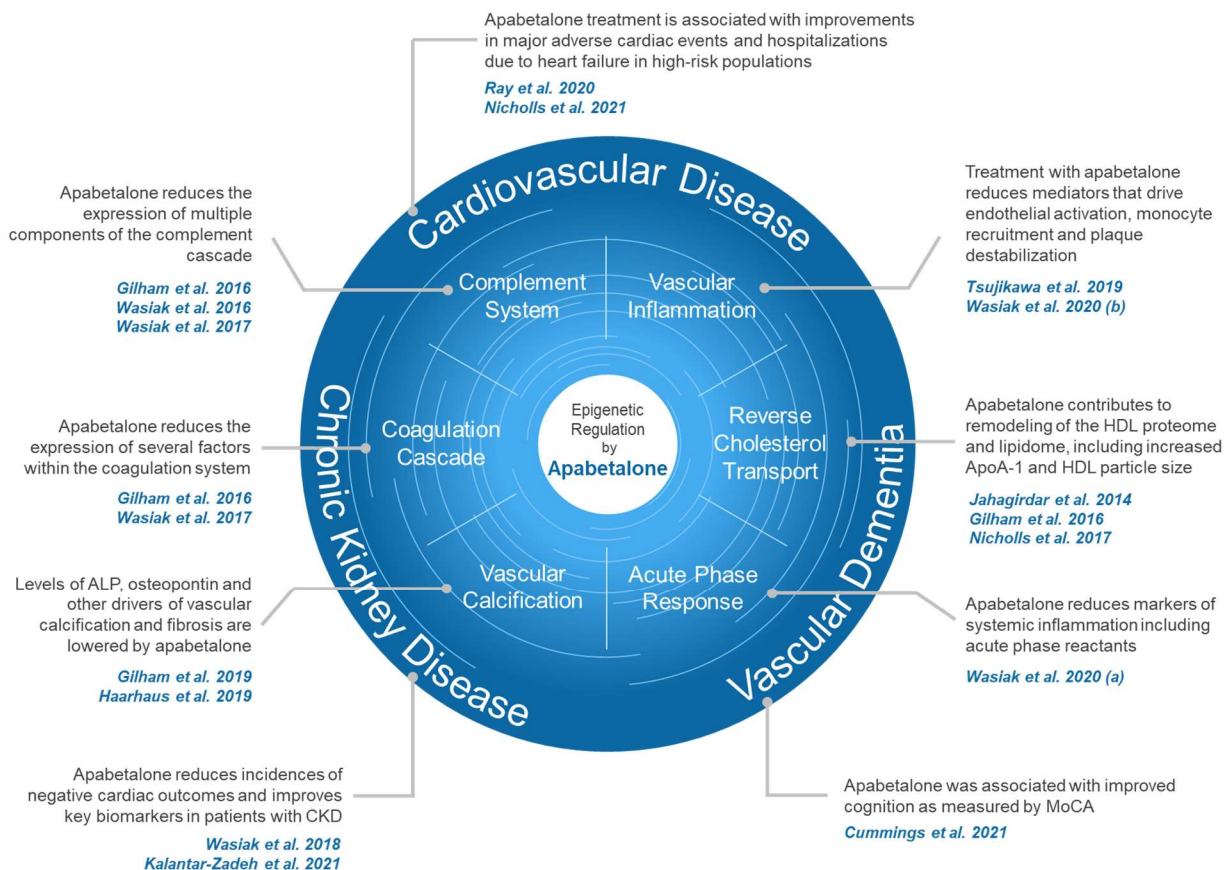 Apabetalone treatment is associated with improvements
in major adverse cardiac events and hospitalizations
due to heart failure in high-risk populations
Ray et al. 2020
Nicholls et al. 2021
Apabetalone reduces the
expression of multiple
components of the complement
cascade
Gilham et al. 2016
Wasiak et al. 2016
Wasiak et al. 2017
Treatment with apabetalone
reduces mediators that drive
endothelial activation, monocyte
recruitment and plaque
destabilization
Tsujikawa et al. 2019
Wasiak et al. 2020 (b)
Cardiovascular Disease
Complement
System
Vascular
Inflammation
Apabetalone reduces the
expression of several factors
within the coagulation system
Gilham et al. 2016
Wasiak et al. 2017
Chronic Kidney Disease
Coagulation
Cascade
Epigenetic
Regulation
by
Apabetalone
Reverse
Cholesterol
Transport
Vascular Dementia
Apabetalone contributes to
remodeling of the HDL proteome
and lipidome, including increased
ApoA-1 and HDL particle size
Jahagirdar et al. 2014
Gilham et al. 2016
Nicholls et al. 2017
Levels of ALP, osteopontin and
other drivers of vascular
calcification and fibrosis are
lowered by apabetalone
Gilham et al. 2019
Haarhaus et al. 2019
Vascular
Calcification
Acute Phase
Response
Apabetalone reduces markers of
systemic inflammation including
acute phase reactants
Wasiak et al. 2020 (a)
Apabetalone reduces incidences of
negative cardiac outcomes and improves
key biomarkers in patients with CKD
Wasiak et al. 2018
Kalantar-Zadeh et al. 2021
Apabetalone was associated with improved
cognition as measured by MoCA
Cummings et al. 2021